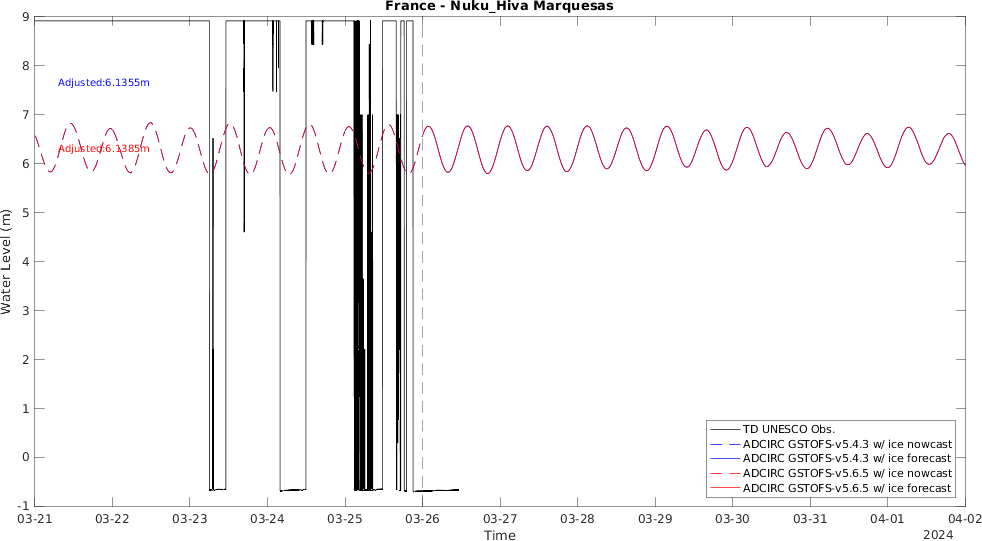 France - Nuku_Hiva Marquesas
9
8
7
6
5
4
3
2
1
0
-1
Water Level (m)
Adjusted:6.1355m
Adjusted:6.1385m
TD UNESCO Obs.
ADCIRC GSTOFS-v5.4.3 w/ ice nowcast
ADCIRC GSTOFS-v5.4.3 w/ ice forecast
ADCIRC GSTOFS-v5.6.5 w/ ice nowcast
ADCIRC GSTOFS-v5.6.5 w/ ice forecast
03-21 03-22 03-23 03-24 03-25 03-26 03-27 03-28 03-29 03-30 03-31 04-01 04-02
Time
2024